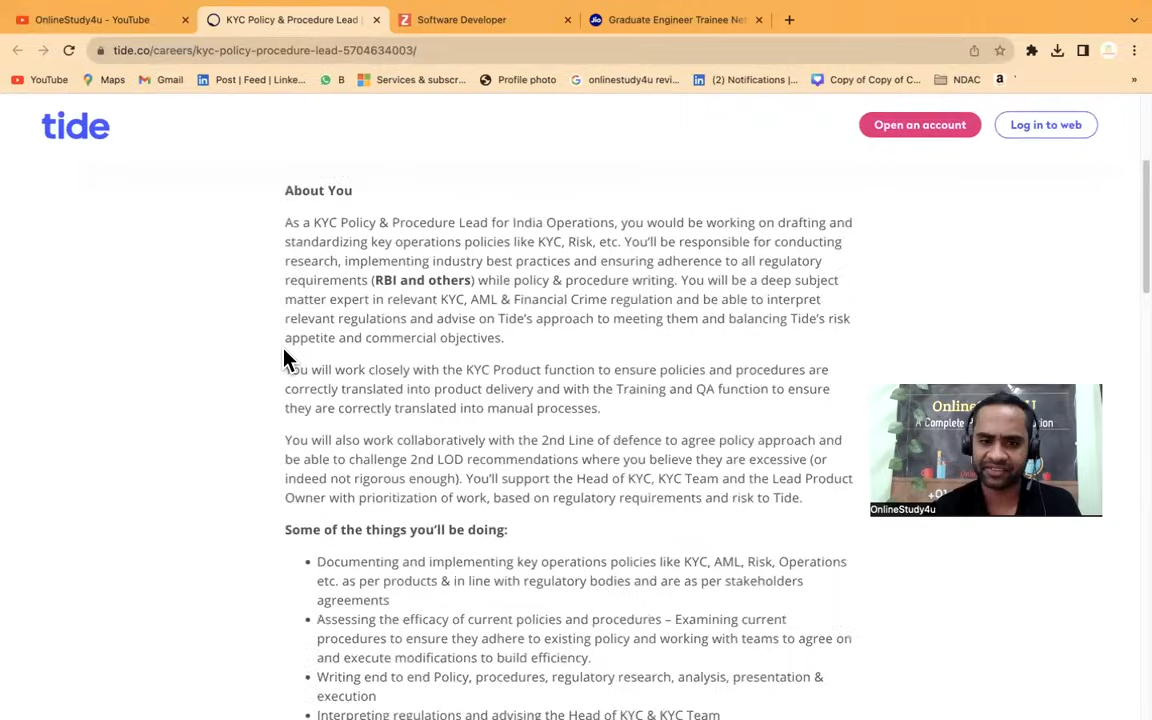 OnlineStudy4u - YouTube
KYC Policy & Procedure Lead |
Software Developer
Jio
Graduate Engineer Trainee Net
tide.co/careers/kyc-policy-procedure-lead-5704634003/
YouTube
Maps
Gmail
Post | Feed | Linke...
B
Services & subscr...
Profile photo
onlinestudy4u revi...
(2) Notifications |...
Copy of Copy of C...
NDAC
tide
Open an account
Log in to web
About You
As a KYC Policy & Procedure Lead for India Operations, you would be working on drafting and
standardizing key operations policies like KYC, Risk, etc. You'll be responsible for conducting
research, implementing industry best practices and ensuring adherence to all regulatory
requirements (RBI and others) while policy & procedure writing. You will be a deep subject
matter expert in relevant KYC, AML & Financial Crime regulation and be able to interpret
relevant regulations and advise on Tide's approach to meeting them and balancing Tide's risk
appetite and commercial objectives.
You will work closely with the KYC Product function to ensure policies and procedures are
correctly translated into product delivery and with the Training and QA function to ensure
they are correctly translated into manual processes.
You will also work collaboratively with the 2nd Line of defence to agree policy approach and
be able to challenge 2nd LOD recommendations where you believe they are excessive (or
indeed not rigorous enough). You'll support the Head of KYC, KYC Team and the Lead Product
Owner with prioritization of work, based on regulatory requirements and risk to Tide.
Some of the things you'll be doing:
Documenting and implementing key operations policies like KYC, AML, Risk, Operations
etc. as per products & in line with regulatory bodies and are as per stakeholders
agreements
Assessing the efficacy of current policies and procedures – Examining current
procedures to ensure they adhere to existing policy and working with teams to agree on
and execute modifications to build efficiency.
Writing end to end Policy, procedures, regulatory research, analysis, presentation &
execution
Interpreting regulations and advising the Head of KYC & KYC Team
A Complete
OnlineStudy4u